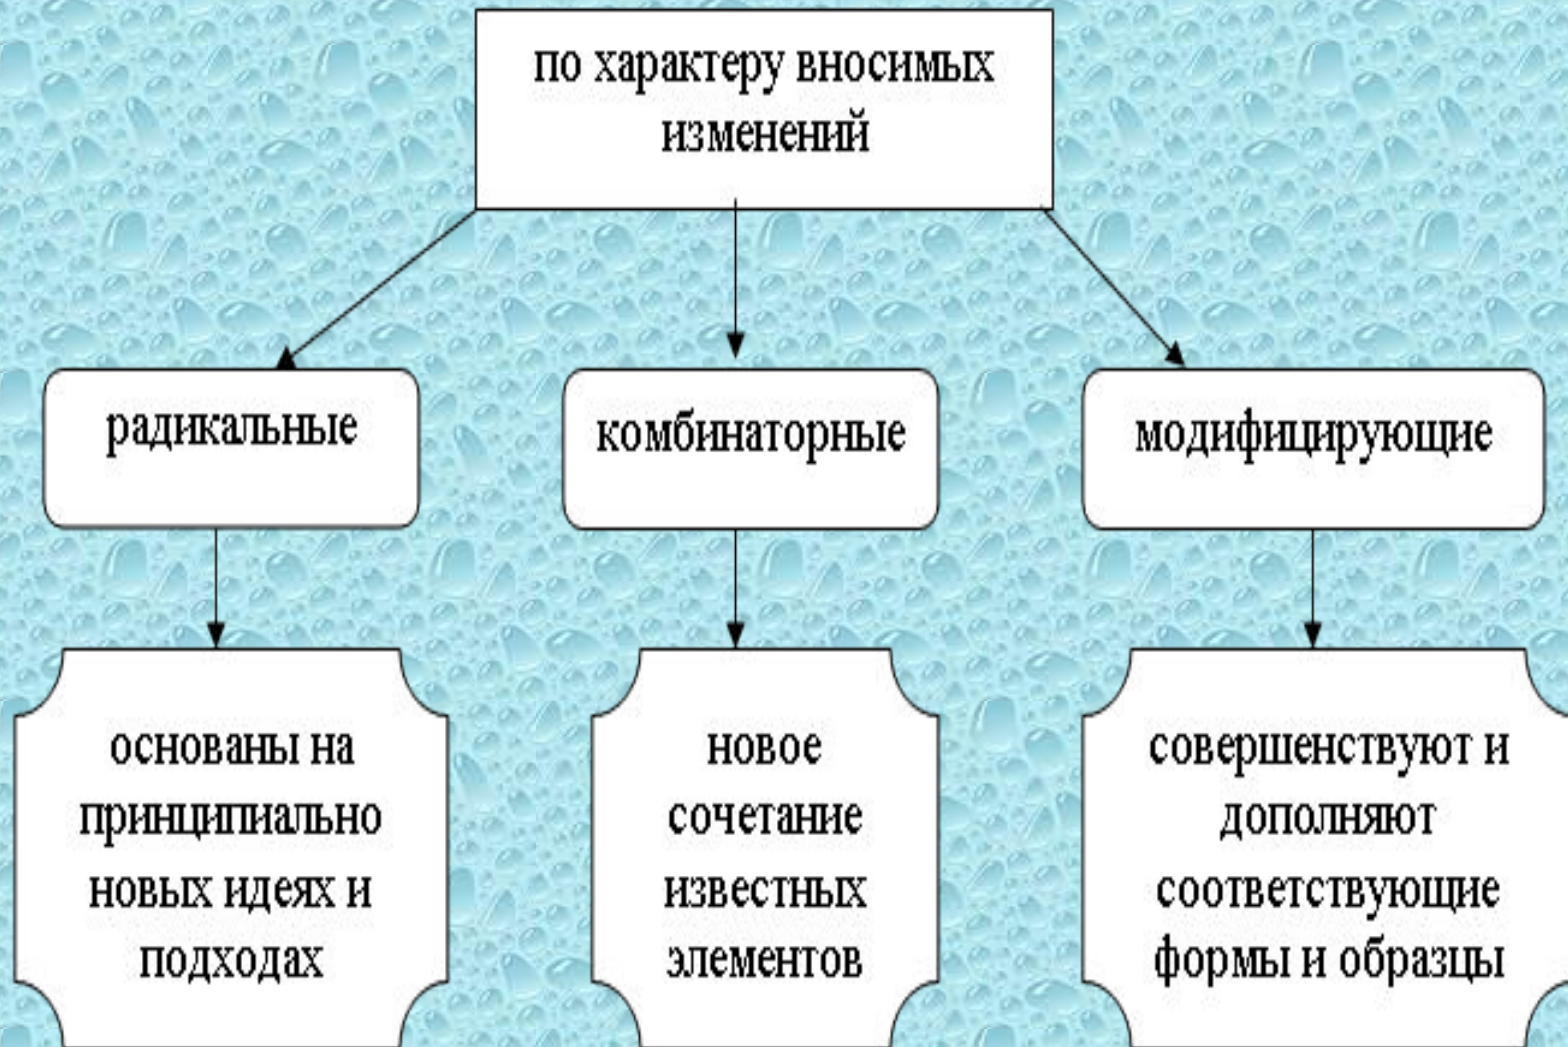 по характеру вносимых
изменений
радикальные
комбинаторные
модифицирующие
основаны на
принципиально
новых идеях и
подходах
новое
сочетание
известных
элементов
совершенствуют и
дополняют
соответствующие
формы и образцы